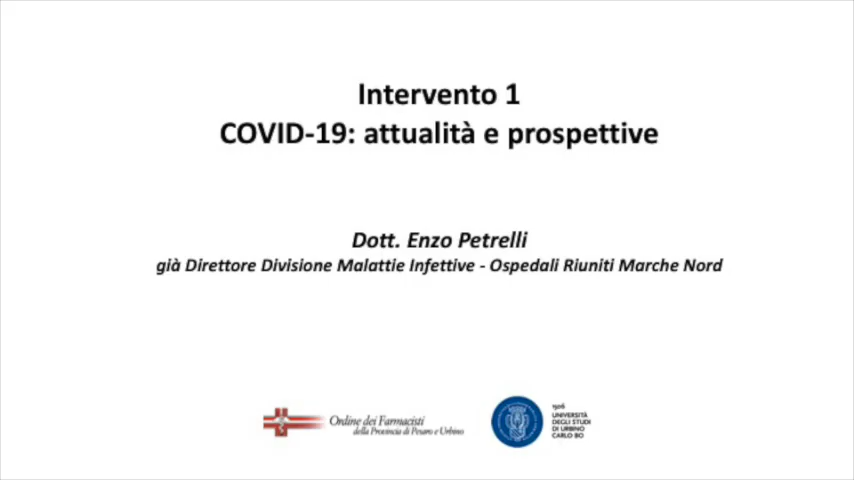 Intervento 1
COVID-19: attualità e prospettive
Dott. Enzo Petrelli
già Direttore Divisione Malattie Infettive - Ospedali Riuniti Marche Nord
Ordine dei Farmacisti
della Provincia di Pesaro e Urbino
1506
UNIVERSITÀ
DEGLI STUDI
DI URBINO
CARLO BO